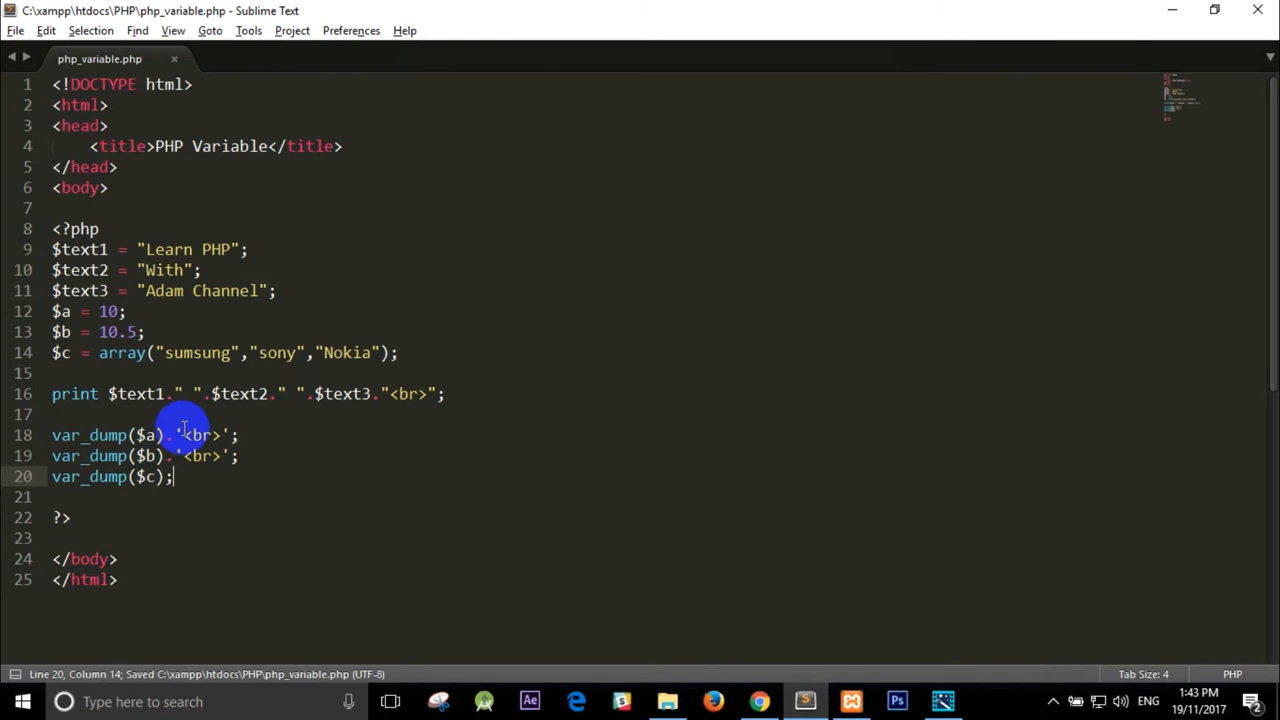 C:\xampp\htdocs\PHP\php_variable.php - Sublime Text
File Edit Selection Find View Goto Tools Project Preferences Help
php_variable.php
1 <!DOCTYPE html>
2 <html>
3 <head>
4 <title>PHP Variable</title>
5 </head>
6 <body>
7
8 <?php
9 $text1 = "Learn PHP";
10 $text2 = "With";
11 $text3 = "Adam Channel";
12 $a = 10;
13 $b = 10.5;
14 $c = array("sumsung","sony","Nokia");
15
16 print $text1." ".$text2." ".$text3."<br>";
17
18 var_dump($a).'<br>';
19 var_dump($b).'<br>';
20 var_dump($c);
21
22 ?>
23
24 </body>
25 </html>
Line 20, Column 14; Saved C:\xampp\htdocs\PHP\php_variable.php (UTF-8) Tab Size: 4 PHP
Type here to search Ae Ps ENG 1:43 PM
19/11/2017 2